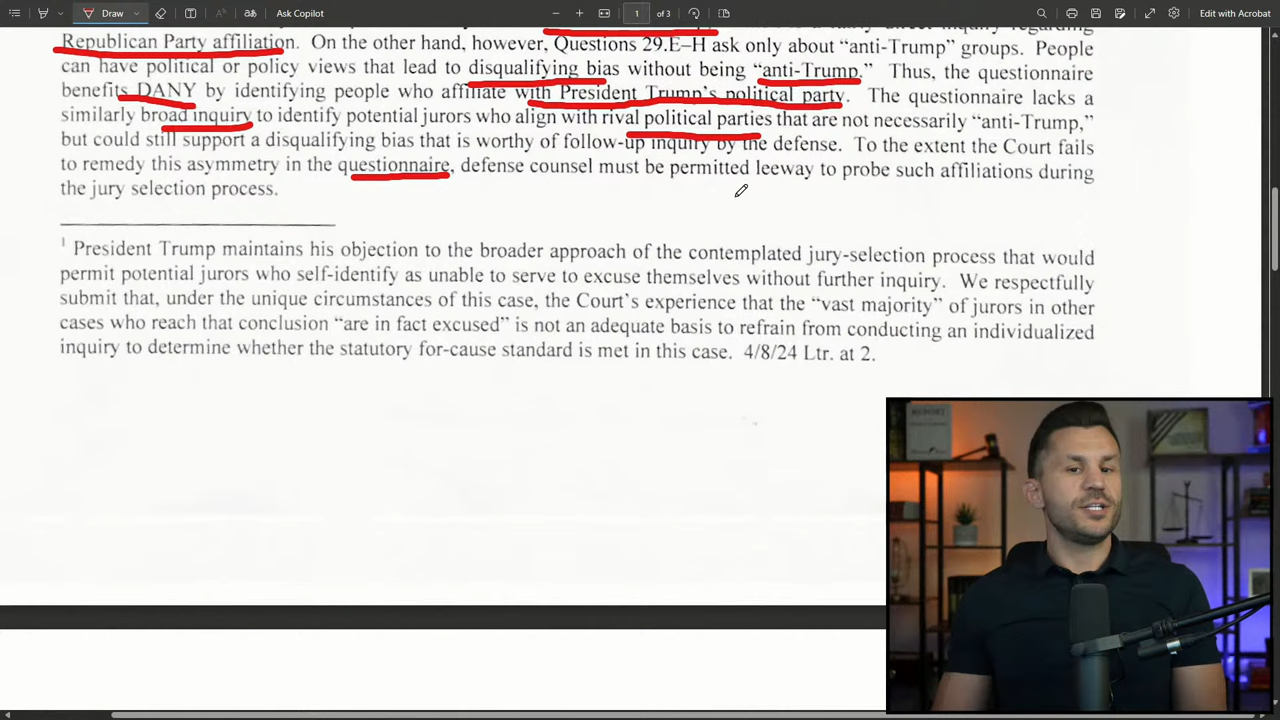 Draw
Ask Copilot
1 of 3
Edit with Acrobat
Republican Party affiliation. On the other hand, however, Questions 29.E–H ask only about “anti-Trump” groups. People
can have political or policy views that lead to disqualifying bias without being “anti-Trump.” Thus, the questionnaire
benefits DANY by identifying people who affiliate with President Trump’s political party. The questionnaire lacks a
similarly broad inquiry to identify potential jurors who align with rival political parties that are not necessarily “anti-Trump,”
but could still support a disqualifying bias that is worthy of follow-up inquiry by the defense. To the extent the Court fails
to remedy this asymmetry in the questionnaire, defense counsel must be permitted leeway to probe such affiliations during
the jury selection process.
1 President Trump maintains his objection to the broader approach of the contemplated jury-selection process that would
permit potential jurors who self-identify as unable to serve to excuse themselves without further inquiry. We respectfully
submit that, under the unique circumstances of this case, the Court’s experience that the “vast majority” of jurors in other
cases who reach that conclusion “are in fact excused” is not an adequate basis to refrain from conducting an individualized
inquiry to determine whether the statutory for-cause standard is met in this case. 4/8/24 Ltr. at 2.